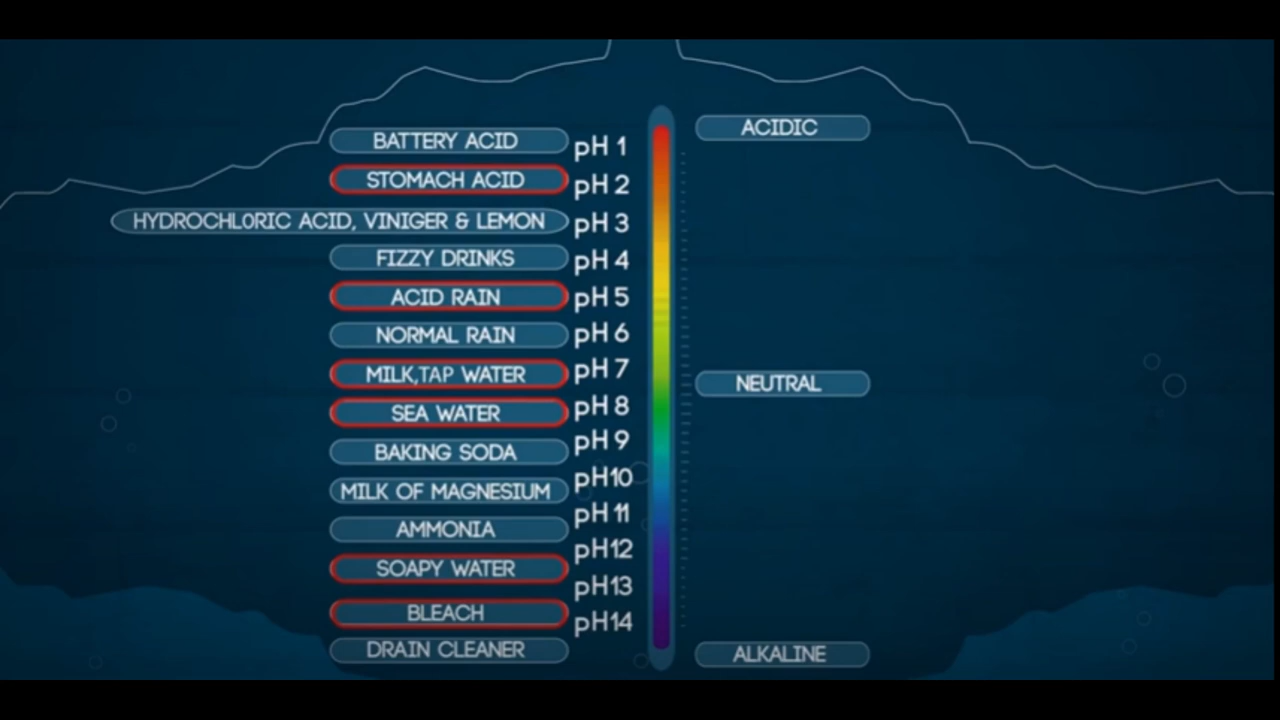 ACIDIC
BATTERY ACID pH 1
STOMACH ACID pH 2
HYDROCHLORIC ACID, VINIGER & LEMON pH 3
FIZZY DRINKS pH 4
ACID RAIN pH 5
NORMAL RAIN pH 6
MILK,TAP WATER pH 7
NEUTRAL
SEA WATER pH 8
BAKING SODA pH 9
MILK OF MAGNESIUM pH10
AMMONIA pH 11
SOAPY WATER pH12
BLEACH pH13
DRAIN CLEANER pH14
ALKALINE